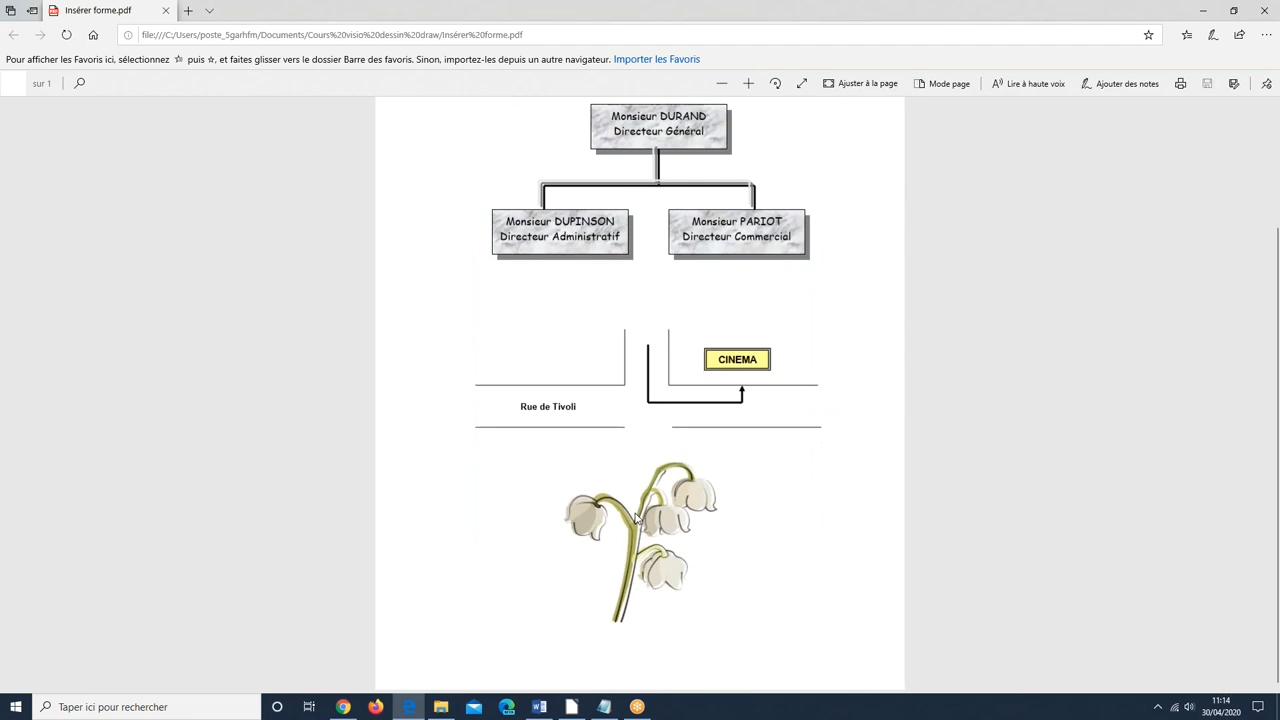 Insérer forme.pdf
file:///C:/Users/poste_5garhfm/Documents/Cours%20visio%20dessin%20draw/Insérer%20forme.pdf
Pour afficher les Favoris ici, sélectionnez puis, et faites glisser vers le dossier Barre des favoris. Sinon, importez-les depuis un autre navigateur. Importer les Favoris
sur 1
Ajuster à la page
Mode page
Lire à haute voix
Ajouter des notes
Monsieur DURAND
Directeur Général
Monsieur DUPINSON
Directeur Administratif
Monsieur PARIOT
Directeur Commercial
CINEMA
Rue de Tivoli
Taper ici pour rechercher
11:14
30/04/2020